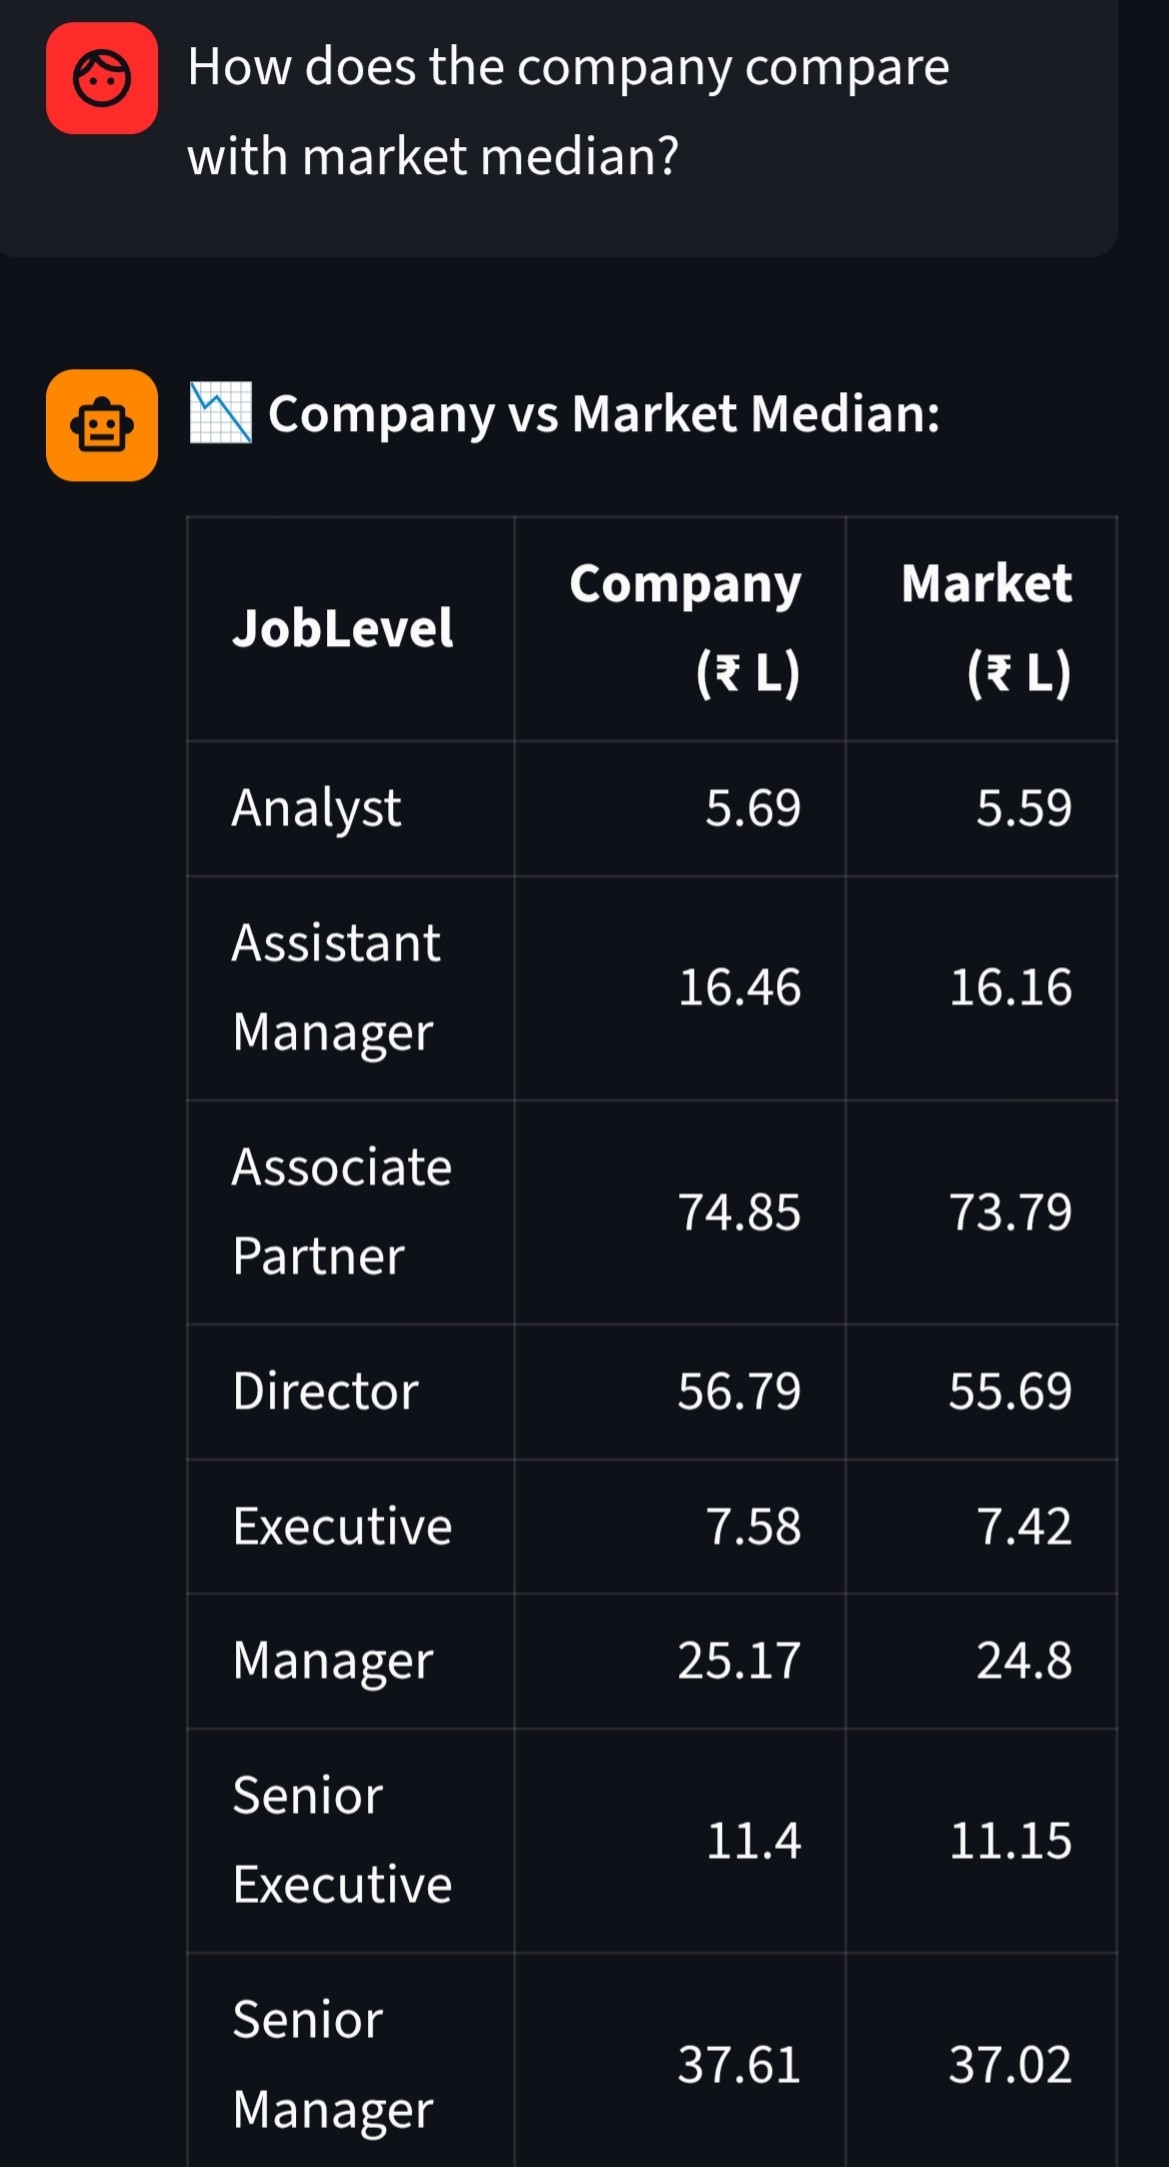 How does the company compare
with market median?
Company vs Market Median:
JobLevel Company (₹ L) Market (₹ L)
Analyst 5.69 5.59
Assistant Manager 16.46 16.16
Associate Partner 74.85 73.79
Director 56.79 55.69
Executive 7.58 7.42
Manager 25.17 24.8
Senior Executive 11.4 11.15
Senior Manager 37.61 37.02